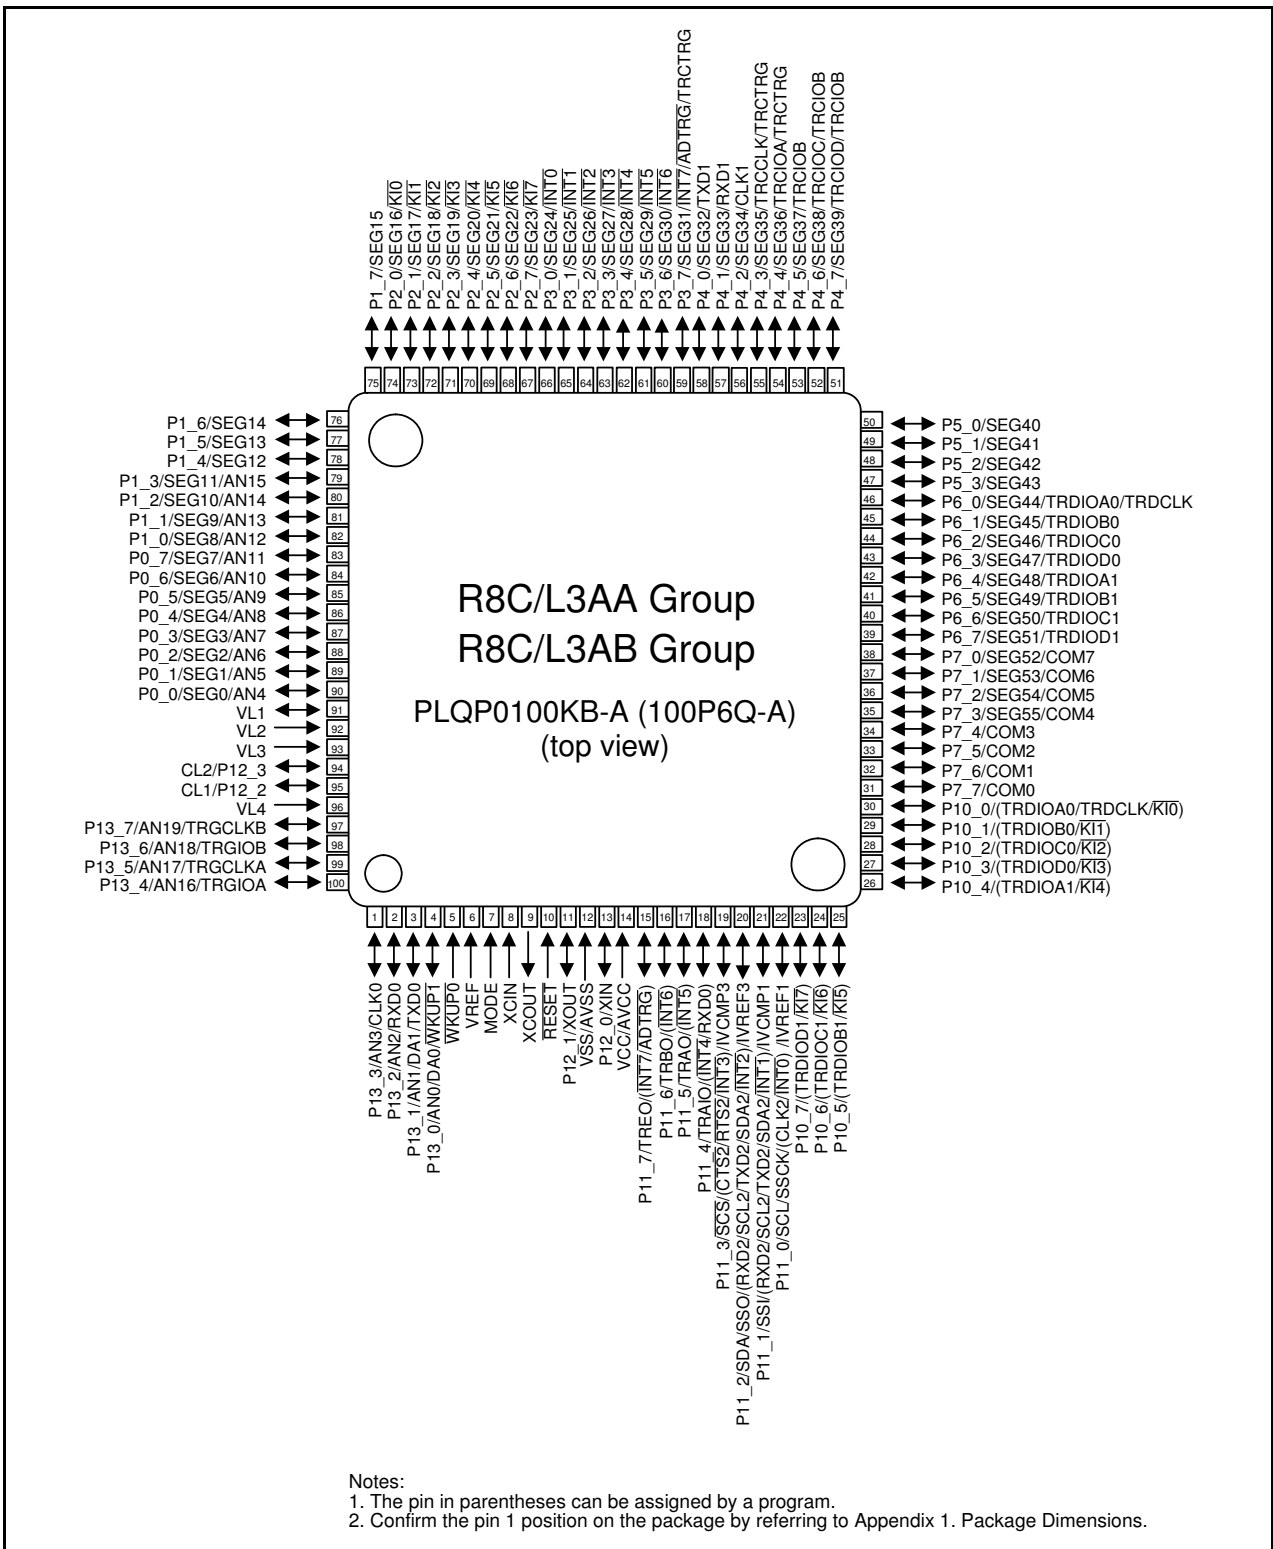 P1_7/SEG15
P2_0/SEG16/KI0
P2_1/SEG17/KI1
P2_2/SEG18/KI2
P2_3/SEG19/KI3
P2_4/SEG20/KI4
P2_5/SEG21/KI5
P2_6/SEG22/KI6
P2_7/SEG23/KI7
P3_0/SEG24/INT0
P3_1/SEG25/INT1
P3_2/SEG26/INT2
P3_3/SEG27/INT3
P3_4/SEG28/INT4
P3_5/SEG29/INT5
P3_6/SEG30/INT6
P3_7/SEG31/INT7/ADTRG/TRCTRG
P4_0/SEG32/TXD1
P4_1/SEG33/RXD1
P4_2/SEG34/CLK1
P4_3/SEG35/TRCCLK/TRCTRG
P4_4/SEG36/TRCIOA/TRCTRG
P4_5/SEG37/TRCIOB
P4_6/SEG38/TRCIOC/TRCIOB
P4_7/SEG39/TRCIOD/TRCIOB
75 74 73 72 71 70 69 68 67 66 65 64 63 62 61 60 59 58 57 56 55 54 53 52 51
P1_6/SEG14 76
P1_5/SEG13 77
P1_4/SEG12 78
P1_3/SEG11/AN15 79
P1_2/SEG10/AN14 80
P1_1/SEG9/AN13 81
P1_0/SEG8/AN12 82
P0_7/SEG7/AN11 83
P0_6/SEG6/AN10 84
P0_5/SEG5/AN9 85
P0_4/SEG4/AN8 86
P0_3/SEG3/AN7 87
P0_2/SEG2/AN6 88
P0_1/SEG1/AN5 89
P0_0/SEG0/AN4 90
VL1 91
VL2 92
VL3 93
CL2/P12_3 94
CL1/P12_2 95
VL4 96
P13_7/AN19/TRGCLKB 97
P13_6/AN18/TRGIOB 98
P13_5/AN17/TRGCLKA 99
P13_4/AN16/TRGIOA 100
R8C/L3AA Group
R8C/L3AB Group
PLQP0100KB-A (100P6Q-A)
(top view)
50 P5_0/SEG40
49 P5_1/SEG41
48 P5_2/SEG42
47 P5_3/SEG43
46 P6_0/SEG44/TRDIOA0/TRDCLK
45 P6_1/SEG45/TRDIOB0
44 P6_2/SEG46/TRDIOC0
43 P6_3/SEG47/TRDIOD0
42 P6_4/SEG48/TRDIOA1
41 P6_5/SEG49/TRDIOB1
40 P6_6/SEG50/TRDIOC1
39 P6_7/SEG51/TRDIOD1
38 P7_0/SEG52/COM7
37 P7_1/SEG53/COM6
36 P7_2/SEG54/COM5
35 P7_3/SEG55/COM4
34 P7_4/COM3
33 P7_5/COM2
32 P7_6/COM1
31 P7_7/COM0
30 P10_0/(TRDIOA0/TRDCLK/KI0)
29 P10_1/(TRDIOB0/KI1)
28 P10_2/(TRDIOC0/KI2)
27 P10_3/(TRDIOD0/KI3)
26 P10_4/(TRDIOA1/KI4)
1 2 3 4 5 6 7 8 9 10 11 12 13 14 15 16 17 18 19 20 21 22 23 24 25
P13_3/AN3/CLK0
P13_2/AN2/RXD0
P13_1/AN1/DA1/TXD0
P13_0/AN0/DA0/WKUP1
WKUP0
VREF
MODE
XCIN
XCOUT
RESET
P12_1/XOUT
VSS/AVSS
P12_0/XIN
VCC/AVCC
P11_7/TREO/(INT7/ADTRG)
P11_6/TRBO/(INT6)
P11_5/TRAO/(INT5)
P11_4/TRAIO/(INT4/RXD0)
P11_3/SCS/(CTS2/RTS2/INT3)/IVCMP3
P11_2/SDA/SSO/(RXD2/SCL2/TXD2/SDA2/INT2)/IVREF3
P11_1/SSI/(RXD2/SCL2/TXD2/SDA2/INT1)/IVCMP1
P11_0/SCL/SSCK/(CLK2/INT0) /IVREF1
P10_7/(TRDIOD1/KI7)
P10_6/(TRDIOC1/KI6)
P10_5/(TRDIOB1/KI5)
Notes:
1. The pin in parentheses can be assigned by a program.
2. Confirm the pin 1 position on the package by referring to Appendix 1. Package Dimensions.